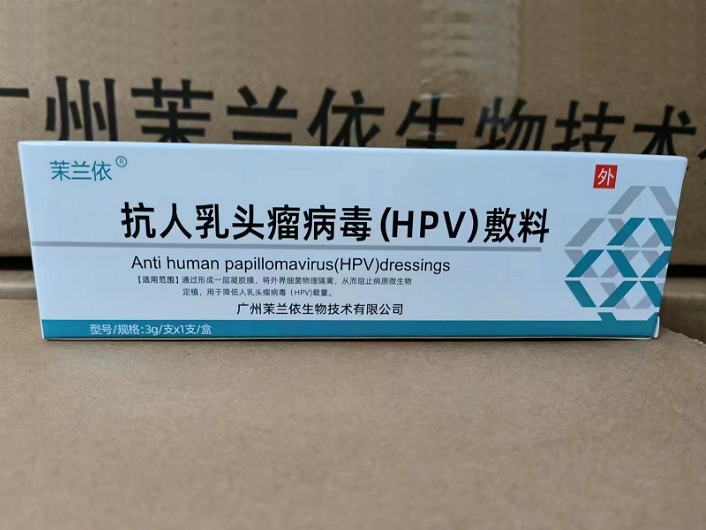 广州茉兰依生物技术
茉兰依®
外
抗人乳头瘤病毒(HPV)敷料
Anti human papillomavirus(HPV)dressings
【适用范围】通过形成一层凝胶膜,将外界细菌物理隔离,从而阻止病原微生物
定植,用于降低人乳头瘤病毒(HPV)载量。
广州茉兰依生物技术有限公司
型号/规格:3g/支x1支/盒